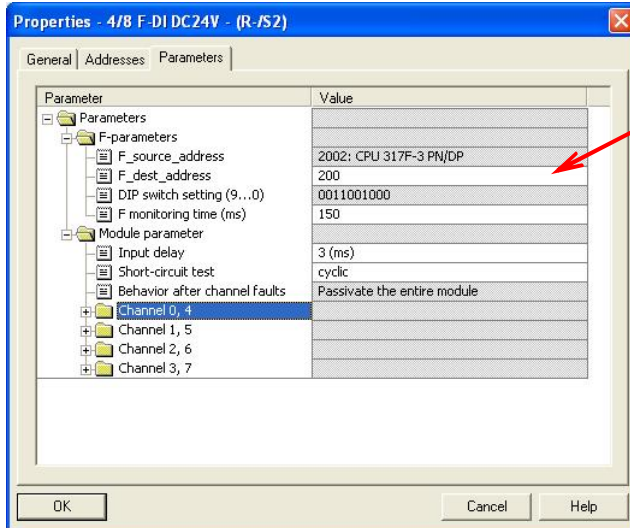 Properties - 4/8 F-DI DC24V - (R-/S2)
General Addresses Parameters
Parameter Value
Parameters
F-parameters
F_source_address 2002: CPU 317F-3 PN/DP
F_dest_address 200
DIP switch setting (9...0) 0011001000
F monitoring time (ms) 150
Module parameter
Input delay 3 (ms)
Short-circuit test cyclic
Behavior after channel faults Passivate the entire module
Channel 0, 4
Channel 1, 5
Channel 2, 6
Channel 3, 7
OK Cancel Help